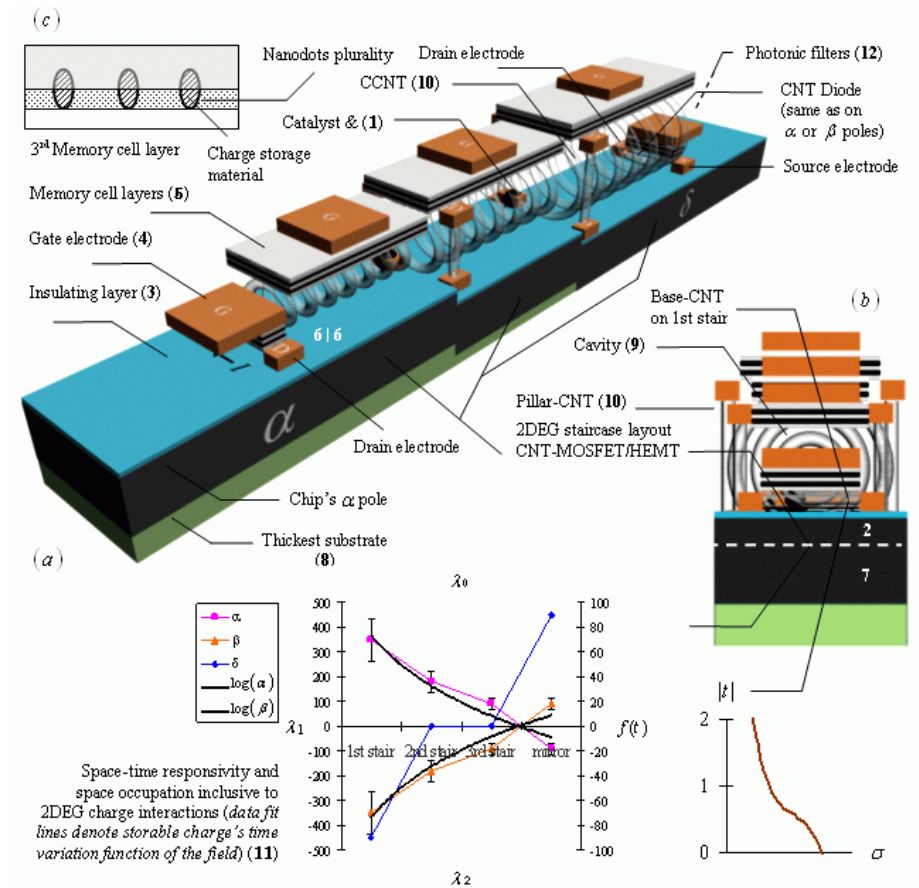 (c)
Nanodots plurality
3rd Memory cell layer
Charge storage
material
Drain electrode
CCNT (10)
Catalyst & (1)
Photonic filters (12)
CNT Diode
(same as on
α or β poles)
Source electrode
Memory cell layers (5)
Gate electrode (4)
Insulating layer (3)
G
G
G
G
D
1
6 | 6
α
δ
Drain electrode
Chip's α pole
Thickest substrate
(8)
(b)
Base-CNT
on 1st stair
Cavity (9)
Pillar-CNT (10)
2DEG staircase layout
CNT-MOSFET/HEMT
2
7
(a)
λ0
α
β
δ
log(α)
log(β)
500
400
300
200
100
0
-100
-200
-300
-400
-500
100
80
60
40
20
0
-20
-40
-60
-80
-100
λ1
f(t)
1st stair
2nd stair
3rd stair
mirror
λ2
Space-time responsivity and
space occupation inclusive to
2DEG charge interactions (data fit
lines denote storable charge's time
variation function of the field) (11)
|t|
2
1
0
σ